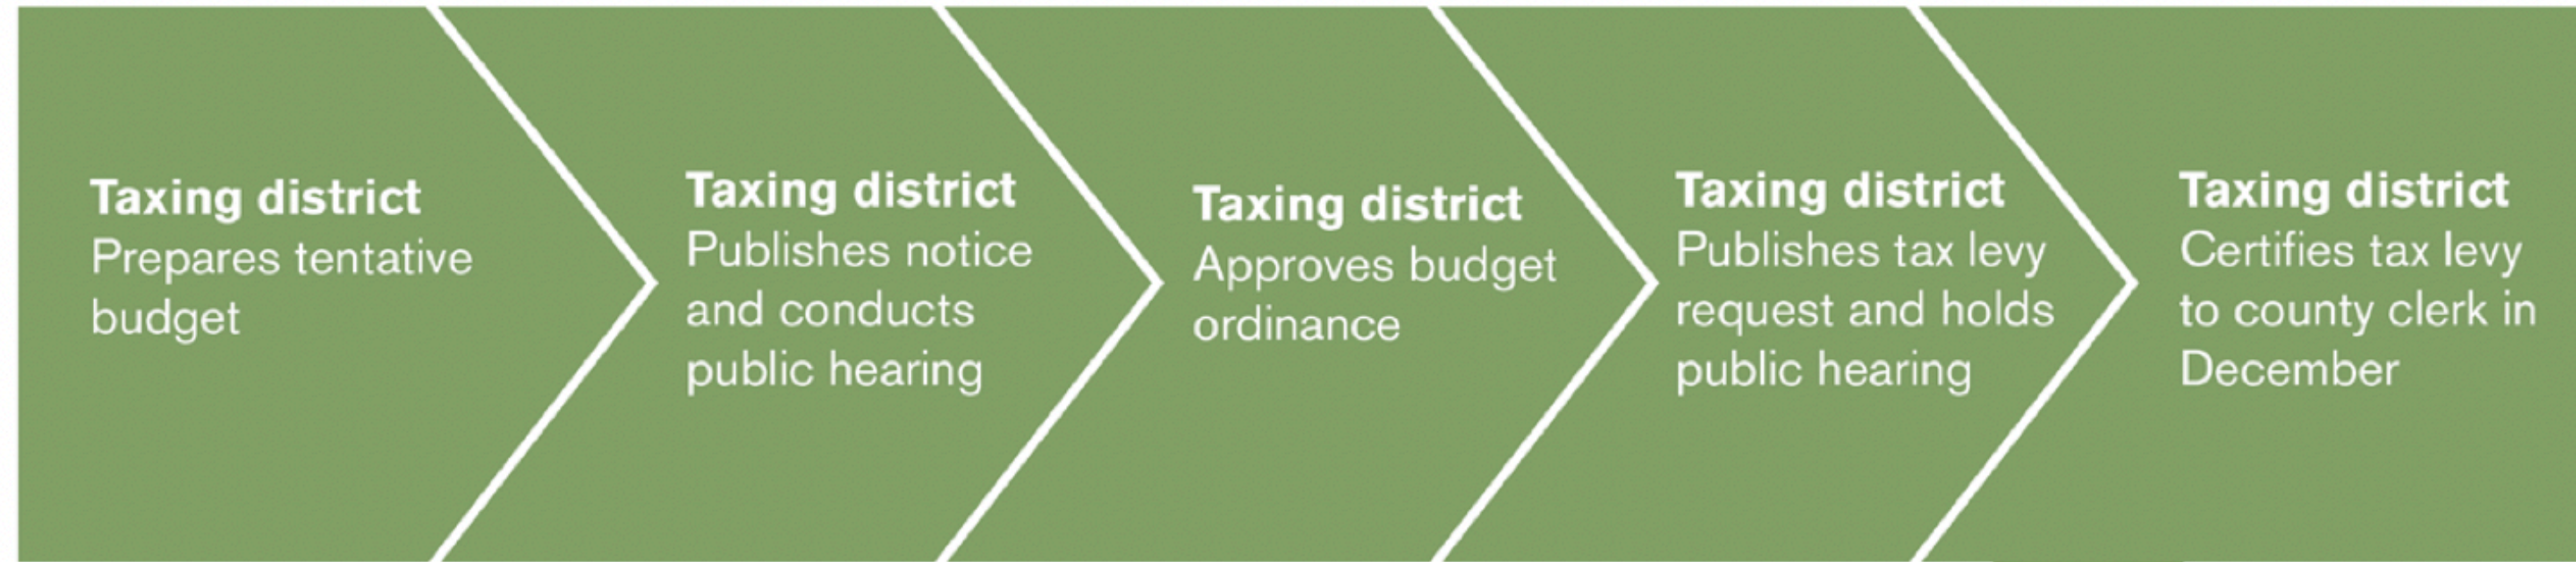 Taxing district
Prepares tentative
budget
Taxing district
Publishes notice
and conducts
public hearing
Taxing district
Approves budget
ordinance
Taxing district
Publishes tax levy
request and holds
public hearing
Taxing district
Certifies tax levy
to county clerk in
December